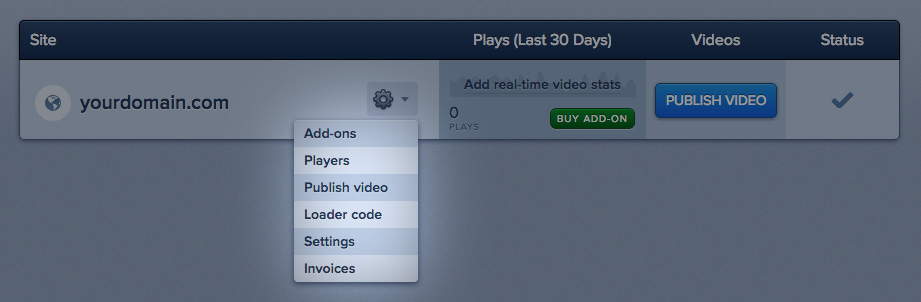 Site
Plays (Last 30 Days)
Videos
Status
yourdomain.com
Add real-time video stats
0
PLAYS
BUY ADD-ON
PUBLISH VIDEO
Add-ons
Players
Publish video
Loader code
Settings
Invoices